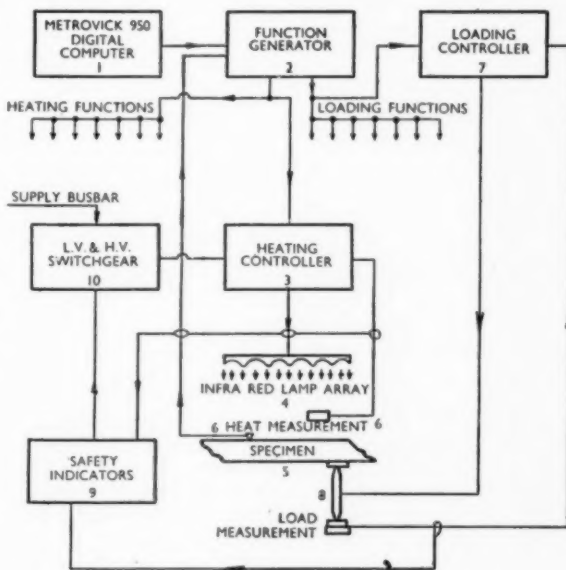 METROVICK 950
DIGITAL
COMPUTER
1
FUNCTION
GENERATOR
2
LOADING
CONTROLLER
7
HEATING FUNCTIONS
LOADING FUNCTIONS
SUPPLY BUSBAR
L.V. & H.V.
SWITCHGEAR
10
HEATING
CONTROLLER
3
INFRA RED LAMP ARRAY
4
6 HEAT MEASUREMENT 6
SPECIMEN
5
SAFETY
INDICATORS
9
8
LOAD
MEASUREMENT